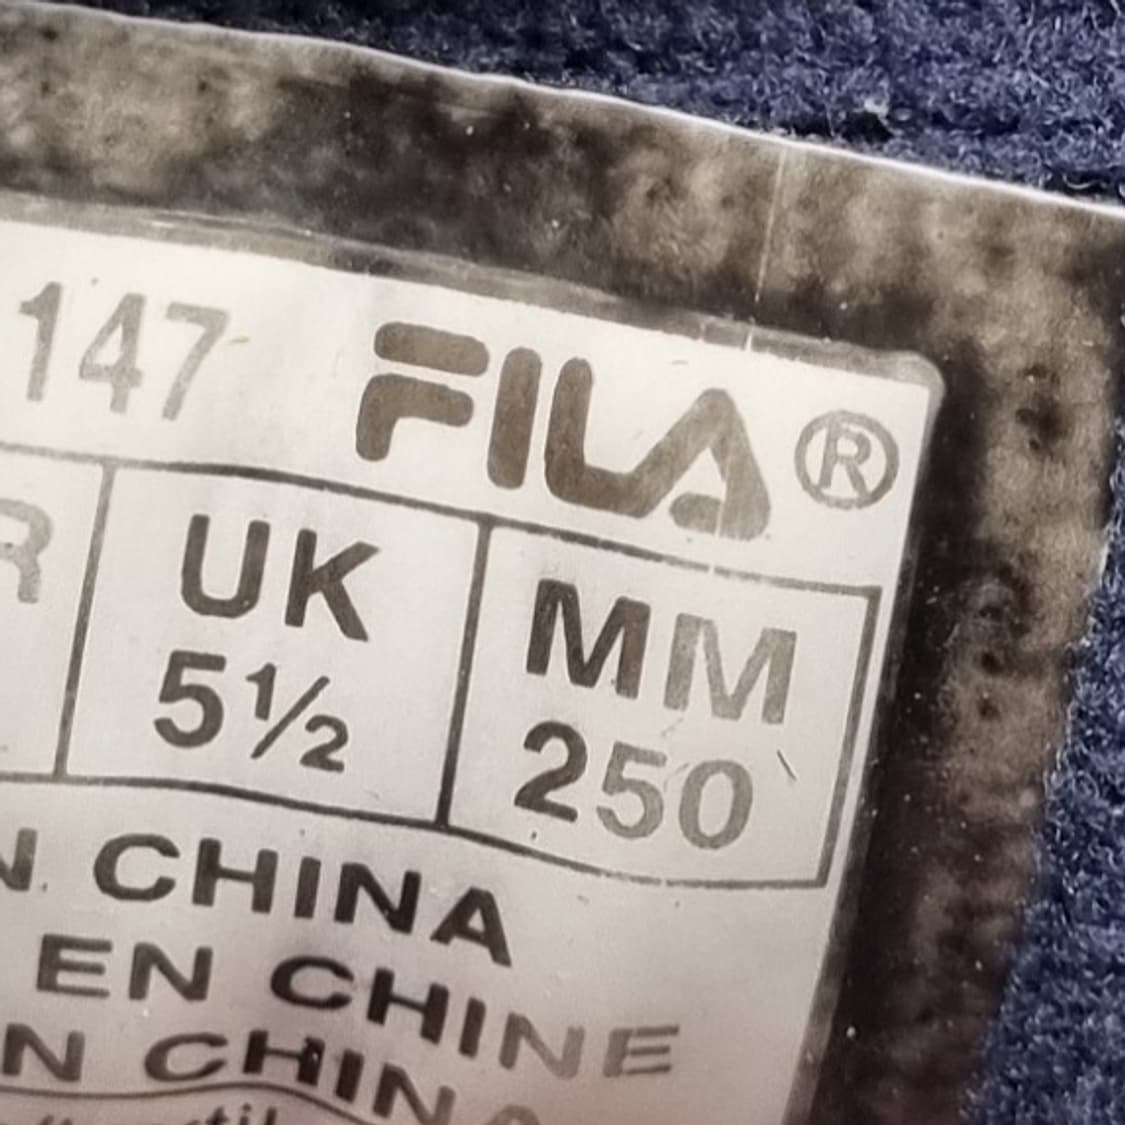 147 FILA®
R UK MM
5½ 250
N CHINA
EN CHINE
N CHINA